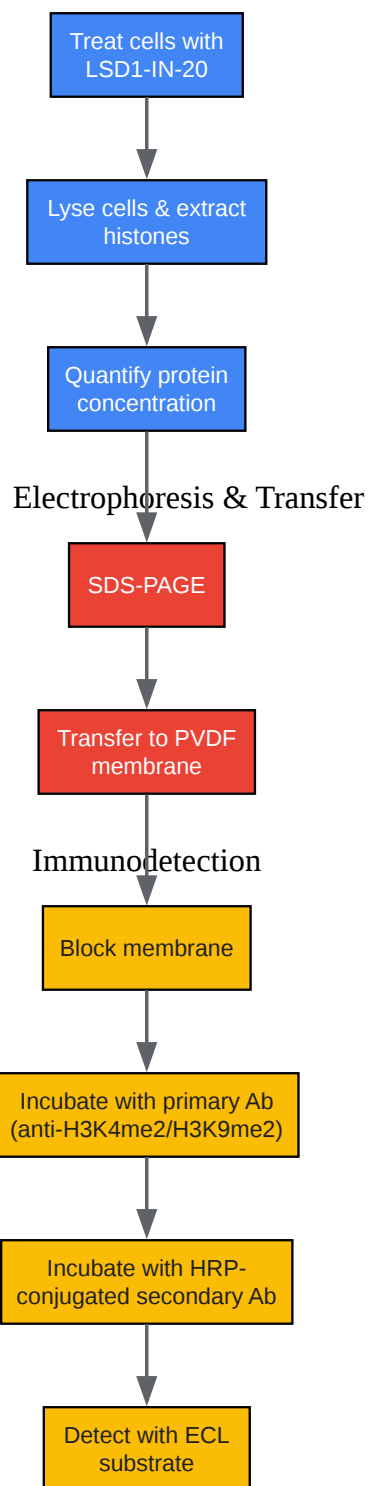 Treat cells with
LSD1-IN-20
Lyse cells & extract
histones
Quantify protein
concentration
Electrophoresis & Transfer
SDS-PAGE
Transfer to PVDF
membrane
Immunodetection
Block membrane
Incubate with primary Ab
(anti-H3K4me2/H3K9me2)
Incubate with HRP-
conjugated secondary Ab
Detect with ECL
substrate